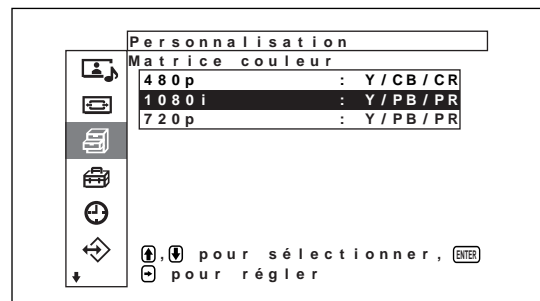 Personnalisation
Matrice couleur
480p : Y/CB/CR
1080i : Y/PB/PR
720p : Y/PB/PR
, pour sélectionner, ENTER
pour régler